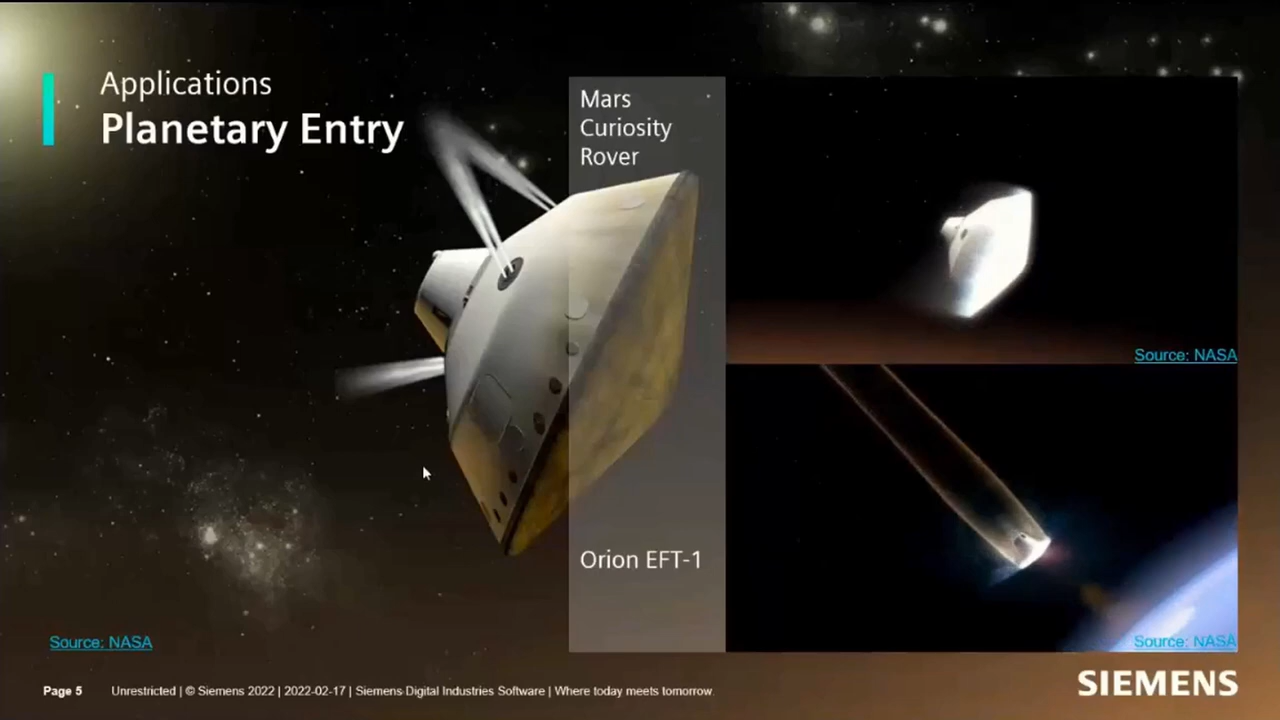 Applications
Planetary Entry
Mars
Curiosity
Rover
Source: NASA
Orion EFT-1
Source: NASA
Source: NASA
Page 5 Unrestricted | © Siemens 2022 | 2022-02-17 | Siemens Digital Industries Software | Where today meets tomorrow
SIEMENS